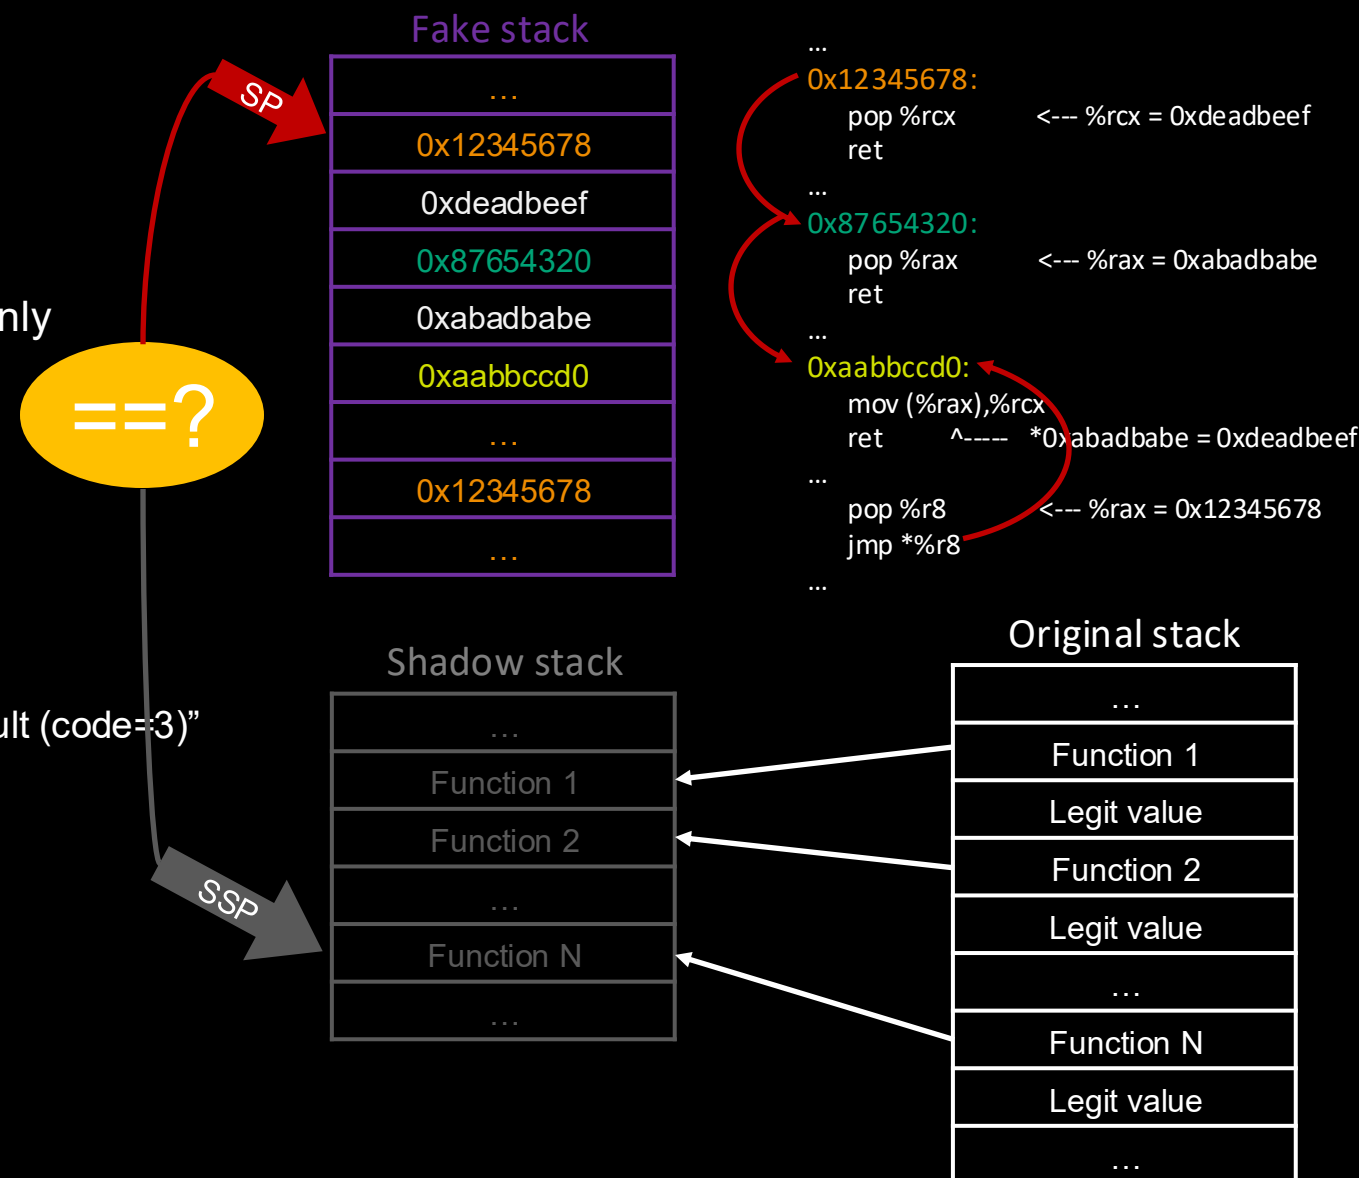 Fake stack
SP
…
0x12345678
0xdeadbeef
0x87654320
0xabadbabe
0xaabbccd0
…
0x12345678
…
...
0x12345678:
pop %rcx <--- %rcx = 0xdeadbeef
ret
...
0x87654320:
pop %rax <--- %rax = 0xabadbabe
ret
...
0xaabbccd0:
mov (%rax),%rcx
ret ^----- *0xabadbabe = 0xdeadbeef
...
pop %r8 <--- %rax = 0x12345678
jmp *%r8
...
nly
==?
ult (code=3)”
SSP
Shadow stack
…
Function 1
Function 2
…
Function N
…
Original stack
…
Function 1
Legit value
Function 2
Legit value
…
Function N
Legit value
…